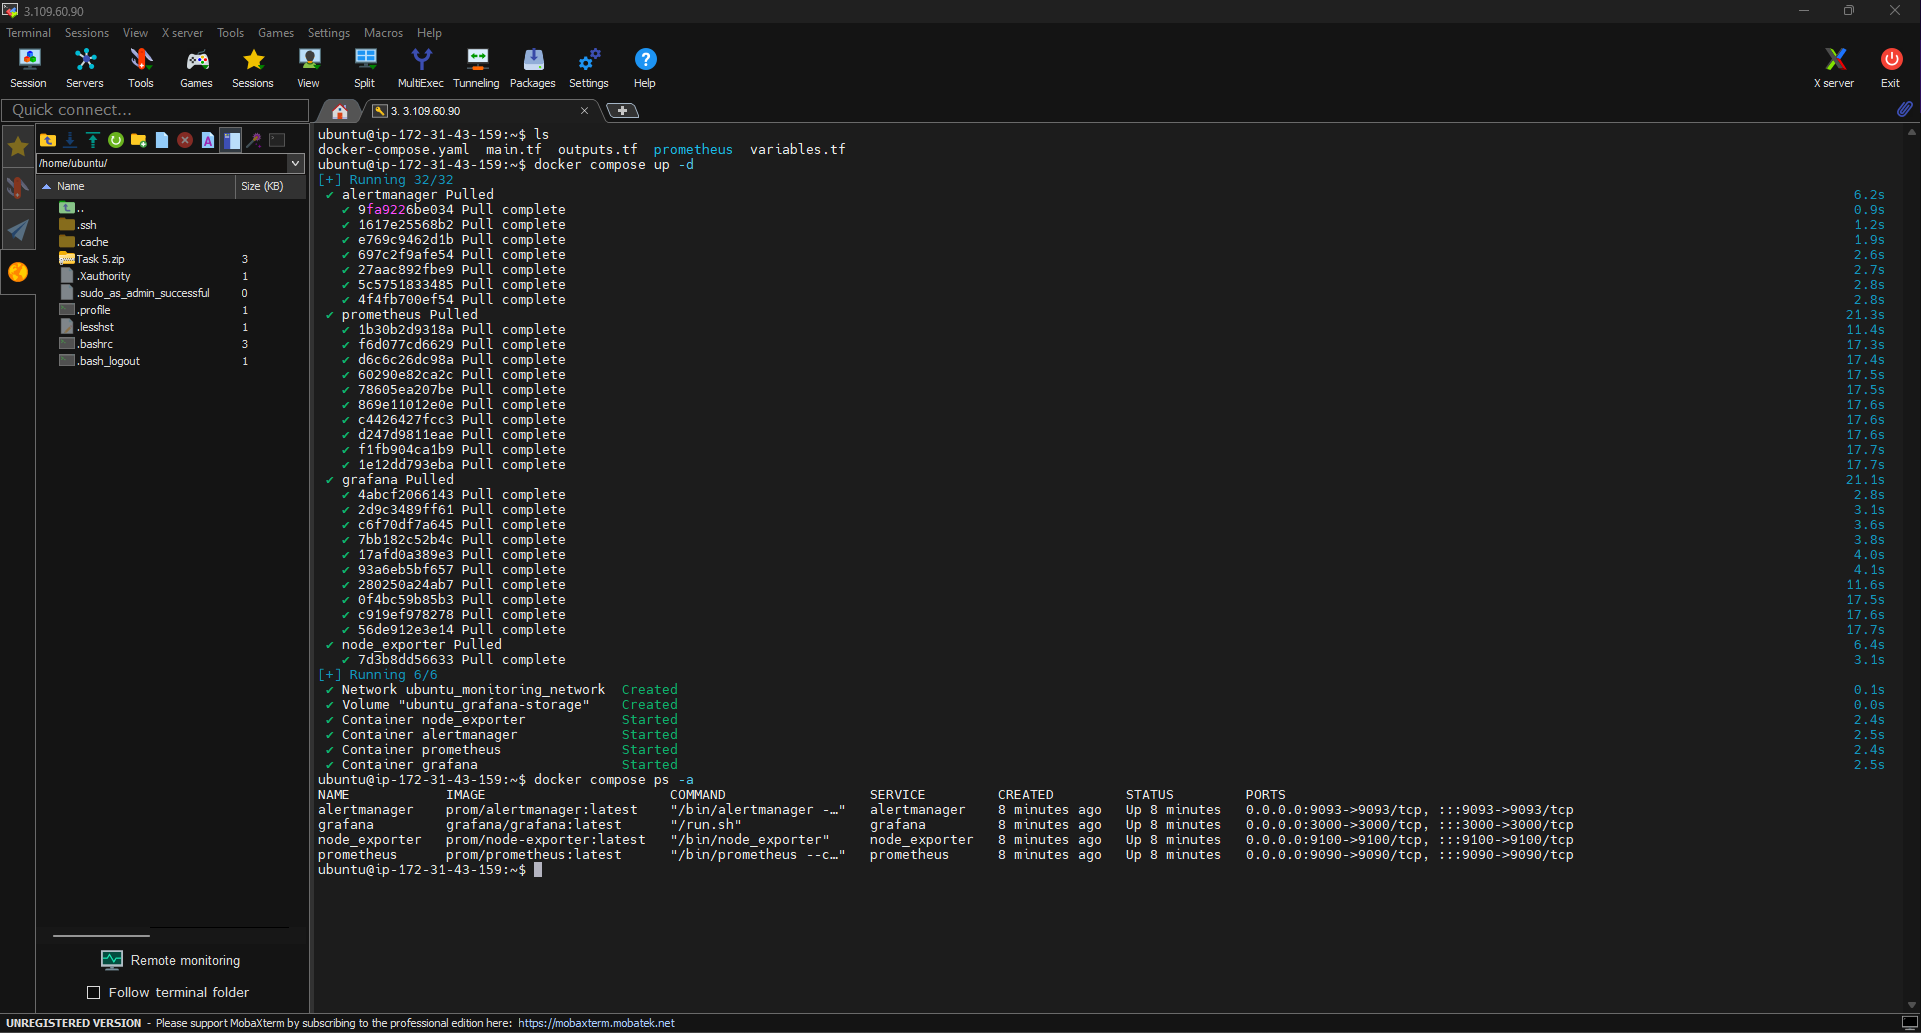 3.109.60.90
Terminal Sessions View X server Tools Games Settings Macros Help
Session Servers Tools Games Sessions View Split MultiExec Tunneling Packages Settings Help X server Exit
Quick connect...
3. 3.109.60.90
/home/ubuntu/
Name Size (KB)
..
.ssh
.cache
Task 5.zip 3
.Xauthority 1
.sudo_as_admin_successful 0
.profile 1
.lesshst 1
.bashrc 3
.bash_logout 1
Remote monitoring
Follow terminal folder
ubuntu@ip-172-31-43-159:~$ ls
docker-compose.yaml main.tf outputs.tf prometheus variables.tf
ubuntu@ip-172-31-43-159:~$ docker compose up -d
[+] Running 32/32
✔ alertmanager Pulled 6.2s
✔ 9fa9226be034 Pull complete 0.9s
✔ 1617e25568b2 Pull complete 1.2s
✔ e769c9462d1b Pull complete 1.9s
✔ 697c2f9afe54 Pull complete 2.6s
✔ 27aac892fbe9 Pull complete 2.7s
✔ 5c5751833485 Pull complete 2.8s
✔ 4f4fb700ef54 Pull complete 2.8s
✔ prometheus Pulled 21.3s
✔ 1b30b2d9318a Pull complete 11.4s
✔ f6d077cd6629 Pull complete 17.3s
✔ d6c6c26dc98a Pull complete 17.4s
✔ 60290e82ca2c Pull complete 17.5s
✔ 78605ea207be Pull complete 17.5s
✔ 869e11012e0e Pull complete 17.6s
✔ c4426427fcc3 Pull complete 17.6s
✔ d247d9811eae Pull complete 17.6s
✔ f1fb904ca1b9 Pull complete 17.7s
✔ 1e12dd793eba Pull complete 17.7s
✔ grafana Pulled 21.1s
✔ 4abcf2066143 Pull complete 2.8s
✔ 2d9c3489ff61 Pull complete 3.1s
✔ c6f70df7a645 Pull complete 3.6s
✔ 7bb182c52b4c Pull complete 3.8s
✔ 17afd0a389e3 Pull complete 4.0s
✔ 93a6eb5bf657 Pull complete 4.1s
✔ 280250a24ab7 Pull complete 11.6s
✔ 0f4bc59b85b3 Pull complete 17.5s
✔ c919ef978278 Pull complete 17.6s
✔ 56de912e3e14 Pull complete 17.7s
✔ node_exporter Pulled 6.4s
✔ 7d3b8dd56633 Pull complete 3.1s
[+] Running 6/6
✔ Network ubuntu_monitoring_network Created 0.1s
✔ Volume "ubuntu_grafana-storage" Created 0.0s
✔ Container node_exporter Started 2.4s
✔ Container alertmanager Started 2.5s
✔ Container prometheus Started 2.4s
✔ Container grafana Started 2.5s
ubuntu@ip-172-31-43-159:~$ docker compose ps -a
NAME IMAGE COMMAND SERVICE CREATED STATUS PORTS
alertmanager prom/alertmanager:latest "/bin/alertmanager -…" alertmanager 8 minutes ago Up 8 minutes 0.0.0.0:9093->9093/tcp, :::9093->9093/tcp
grafana grafana/grafana:latest "/run.sh" grafana 8 minutes ago Up 8 minutes 0.0.0.0:3000->3000/tcp, :::3000->3000/tcp
node_exporter prom/node-exporter:latest "/bin/node_exporter" node_exporter 8 minutes ago Up 8 minutes 0.0.0.0:9100->9100/tcp, :::9100->9100/tcp
prometheus prom/prometheus:latest "/bin/prometheus --c…" prometheus 8 minutes ago Up 8 minutes 0.0.0.0:9090->9090/tcp, :::9090->9090/tcp
ubuntu@ip-172-31-43-159:~$
UNREGISTERED VERSION - Please support MobaXterm by subscribing to the professional edition here: https://mobaxterm.mobatek.net